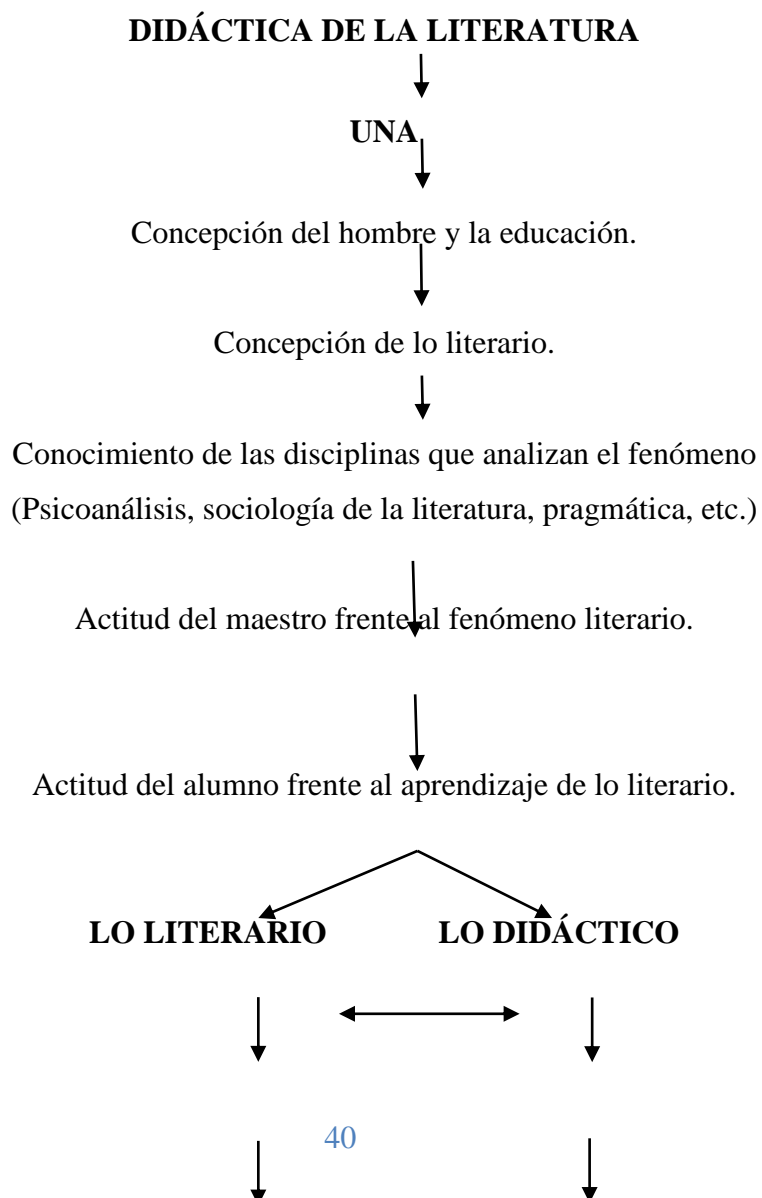 DIDÁCTICA DE LA LITERATURA
UNA
Concepción del hombre y la educación.
Concepción de lo literario.
Conocimiento de las disciplinas que analizan el fenómeno
(Psicoanálisis, sociología de la literatura, pragmática, etc.)
Actitud del maestro frente al fenómeno literario.
Actitud del alumno frente al aprendizaje de lo literario.
LO LITERARIO LO DIDÁCTICO
40